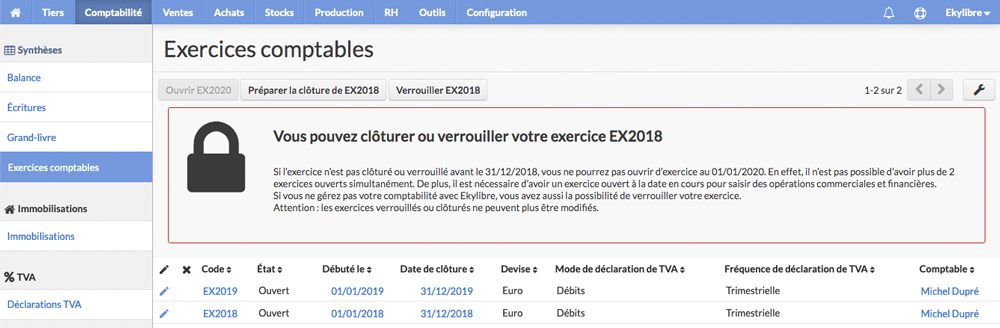 Tiers Comptabilité Ventes Achats Stocks Production RH Outils Configuration Ekylibre
Synthèses
Balance
Écritures
Grand-livre
Exercices comptables
Immobilisations
Immobilisations
TVA
Déclarations TVA
Exercices comptables
Ouvrir EX2020 Préparer la clôture de EX2018 Verrouiller EX2018 1-2 sur 2
Vous pouvez clôturer ou verrouiller votre exercice EX2018
Si l'exercice n'est pas clôturé ou verrouillé avant le 31/12/2018, vous ne pourrez pas ouvrir d'exercice au 01/01/2020. En effet, il n'est pas possible d'avoir plus de 2
exercices ouverts simultanément. De plus, il est nécessaire d'avoir un exercice ouvert à la date en cours pour saisir des opérations commerciales et financières.
Si vous ne gérez pas votre comptabilité avec Ekylibre, vous avez aussi la possibilité de verrouiller votre exercice.
Attention : les exercices verrouillés ou clôturés ne peuvent plus être modifiés.
Code État Débuté le Date de clôture Devise Mode de déclaration de TVA Fréquence de déclaration de TVA Comptable
EX2019 Ouvert 01/01/2019 31/12/2019 Euro Débits Trimestrielle Michel Dupré
EX2018 Ouvert 01/01/2018 31/12/2018 Euro Débits Trimestrielle Michel Dupré